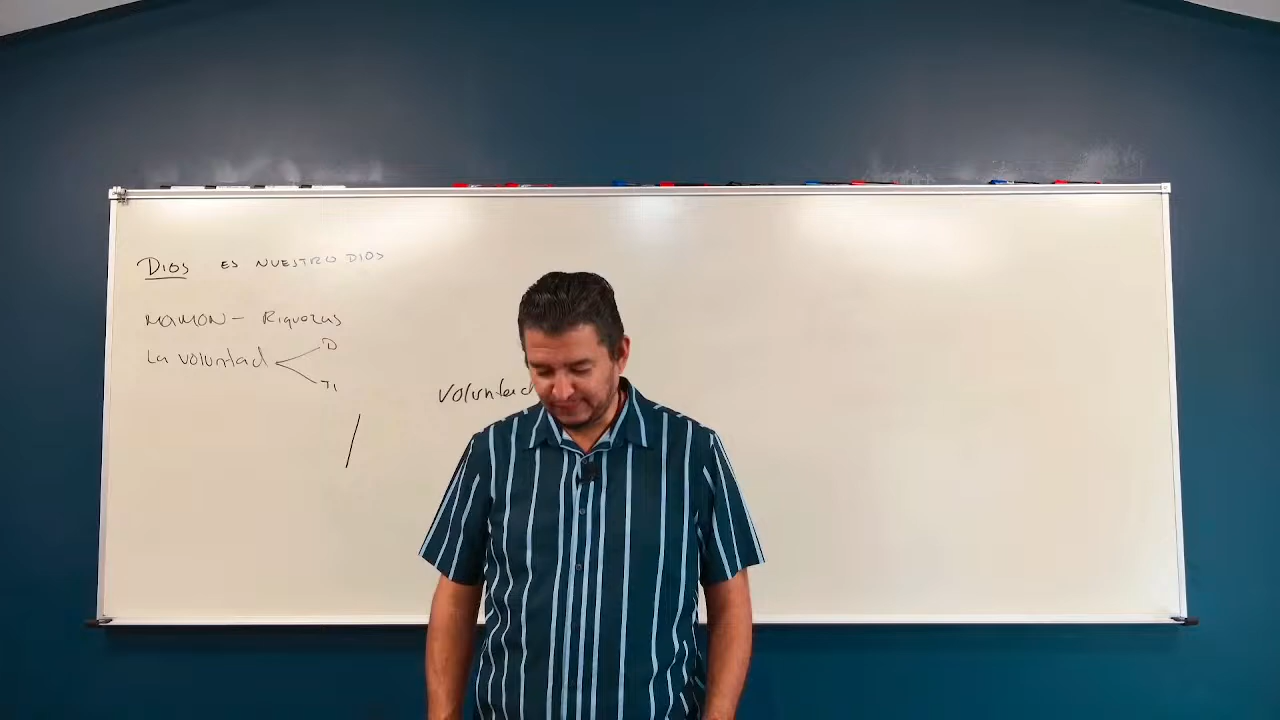 DIOS ES NUESTRO DIOS
MAMON - Riquezas
La voluntad
D
Voluntad